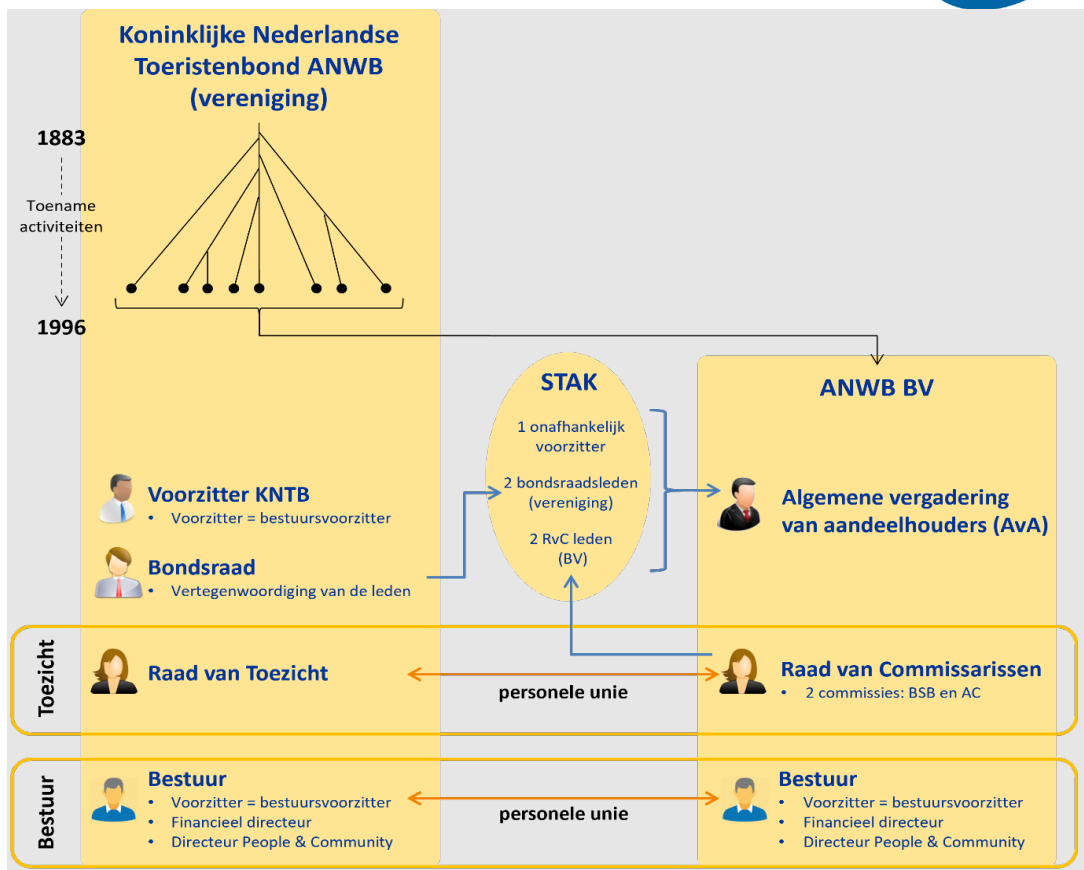 Koninklijke Nederlandse
Toeristenbond ANWB
(vereniging)
1883
Toename
activiteiten
1996
STAK
1 onafhankelijk
voorzitter
2 bondsraadsleden
(vereniging)
2 RvC leden
(BV)
ANWB BV
Voorzitter KNTB
• Voorzitter = bestuursvoorzitter
Bondsraad
• Vertegenwoordiging van de leden
Algemene vergadering
van aandeelhouders (AvA)
Toezicht
Raad van Toezicht
personele unie
Raad van Commissarissen
• 2 commissies: BSB en AC
Bestuur
Bestuur
• Voorzitter = bestuursvoorzitter
• Financieel directeur
• Directeur People & Community
personele unie
Bestuur
• Voorzitter = bestuursvoorzitter
• Financieel directeur
• Directeur People & Community